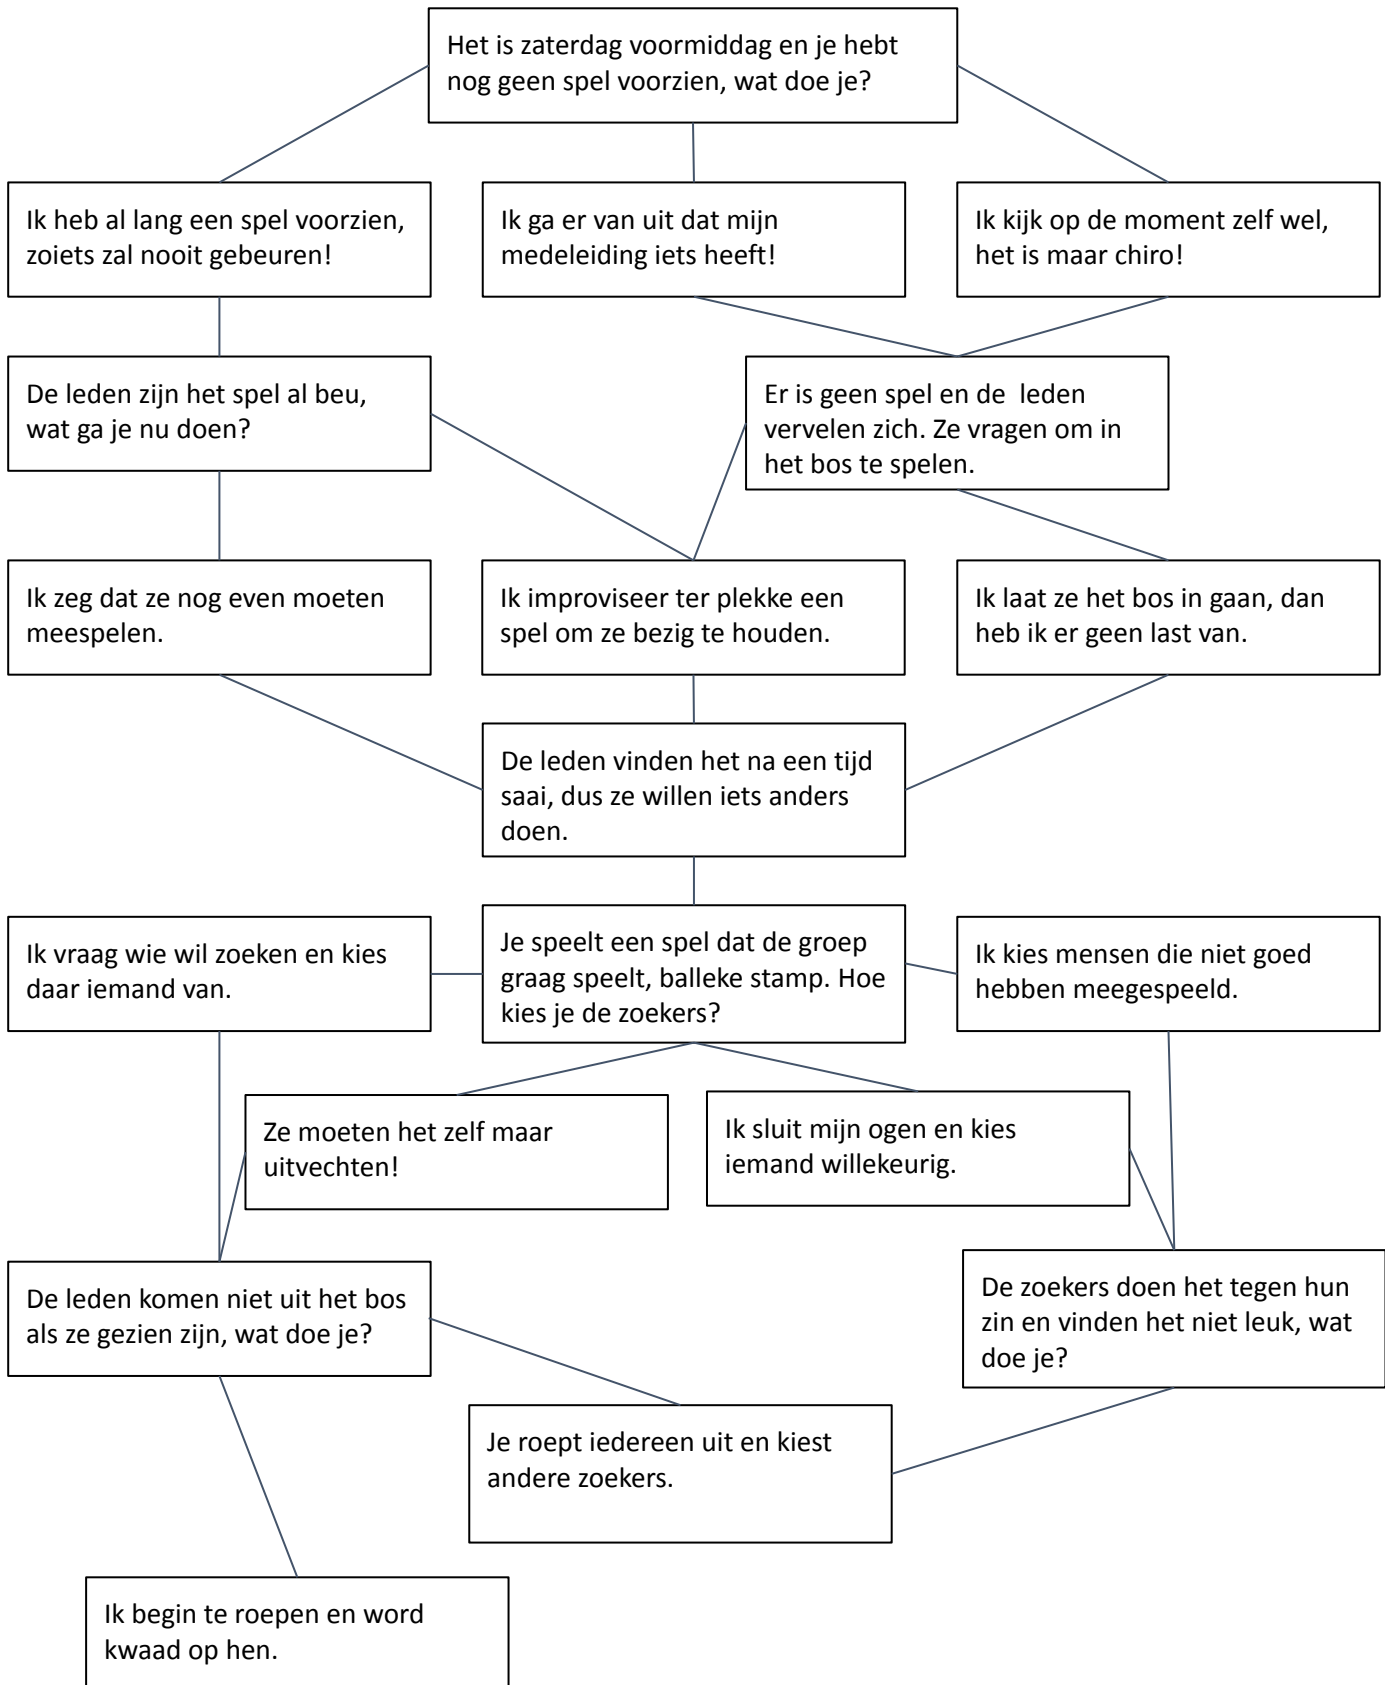 Het is zaterdag voormiddag en je hebt
nog geen spel voorzien, wat doe je?
Ik heb al lang een spel voorzien,
zoiets zal nooit gebeuren!
Ik ga er van uit dat mijn
medeleiding iets heeft!
Ik kijk op de moment zelf wel,
het is maar chiro!
De leden zijn het spel al beu,
wat ga je nu doen?
Er is geen spel en de leden
vervelen zich. Ze vragen om in
het bos te spelen.
Ik zeg dat ze nog even moeten
meespelen.
Ik improviseer ter plekke een
spel om ze bezig te houden.
Ik laat ze het bos in gaan, dan
heb ik er geen last van.
De leden vinden het na een tijd
saai, dus ze willen iets anders
doen.
Ik vraag wie wil zoeken en kies
daar iemand van.
Je speelt een spel dat de groep
graag speelt, balleke stamp. Hoe
kies je de zoekers?
Ik kies mensen die niet goed
hebben meegespeeld.
Ze moeten het zelf maar
uitvechten!
Ik sluit mijn ogen en kies
iemand willekeurig.
De leden komen niet uit het bos
als ze gezien zijn, wat doe je?
De zoekers doen het tegen hun
zin en vinden het niet leuk, wat
doe je?
Je roept iedereen uit en kiest
andere zoekers.
Ik begin te roepen en word
kwaad op hen.